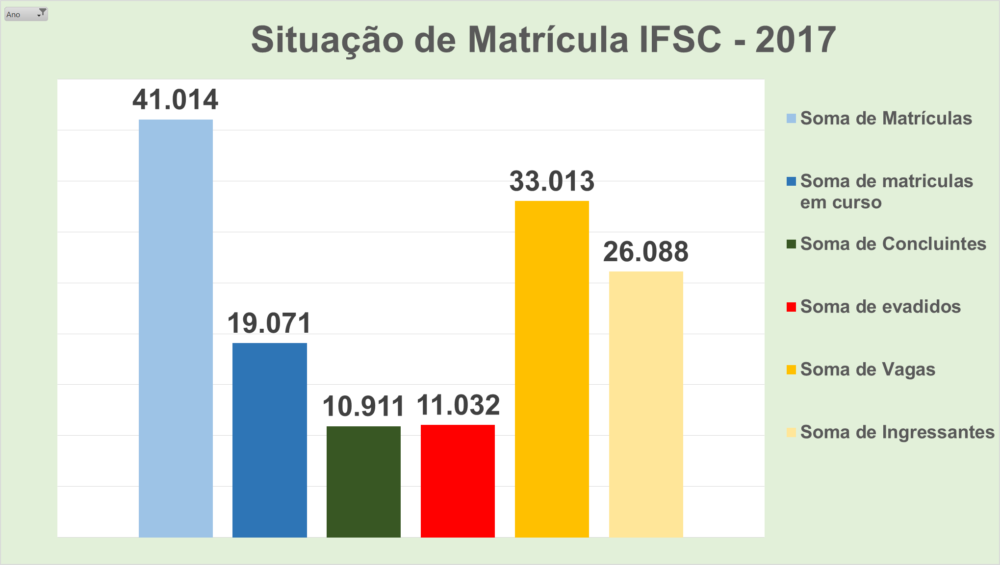 Ano
Situação de Matrícula IFSC - 2017
41.014
19.071
10.911
11.032
33.013
26.088
Soma de Matrículas
Soma de matriculas
em curso
Soma de Concluintes
Soma de evadidos
Soma de Vagas
Soma de Ingressantes